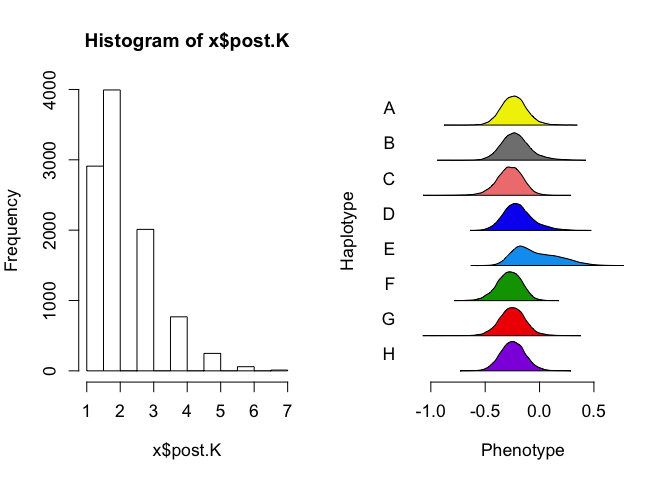 Histogram of x$post.K
Frequency
0
1000
2000
3000
4000
1 2 3 4 5 6 7
x$post.K
Haplotype
A
B
C
D
E
F
G
H
-1.0 -0.5 0.0 0.5
Phenotype